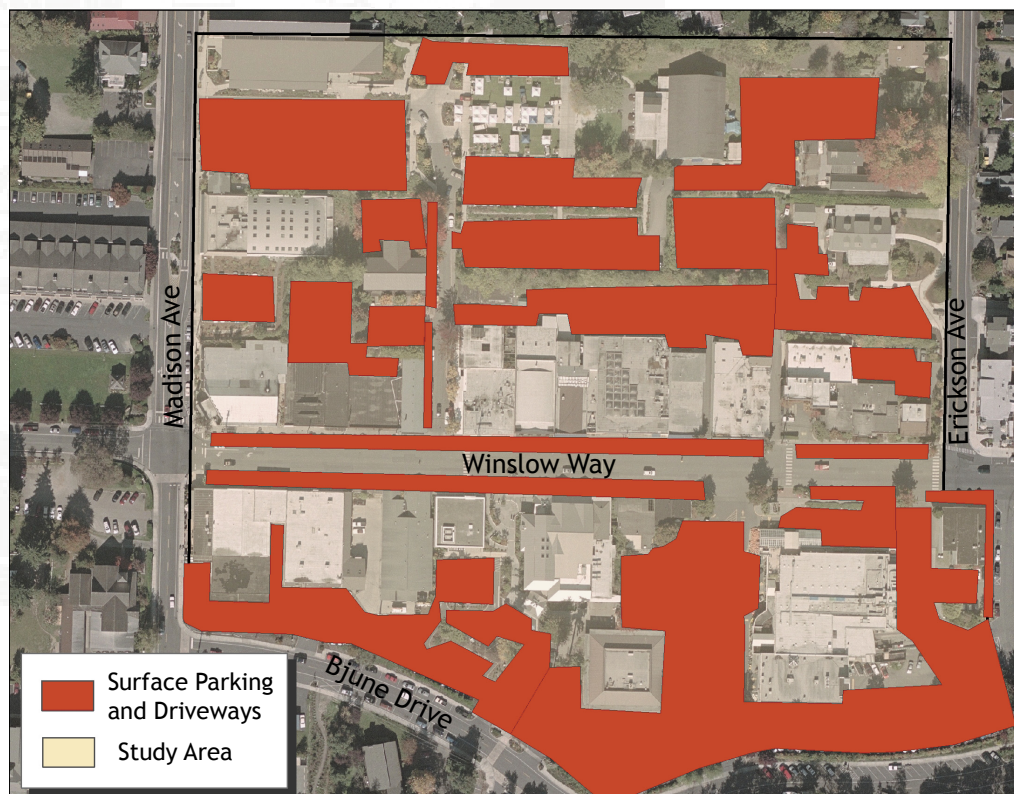 Madison Ave
Erickson Ave
Winslow Way
Bjune Drive
Surface Parking
and Driveways
Study Area